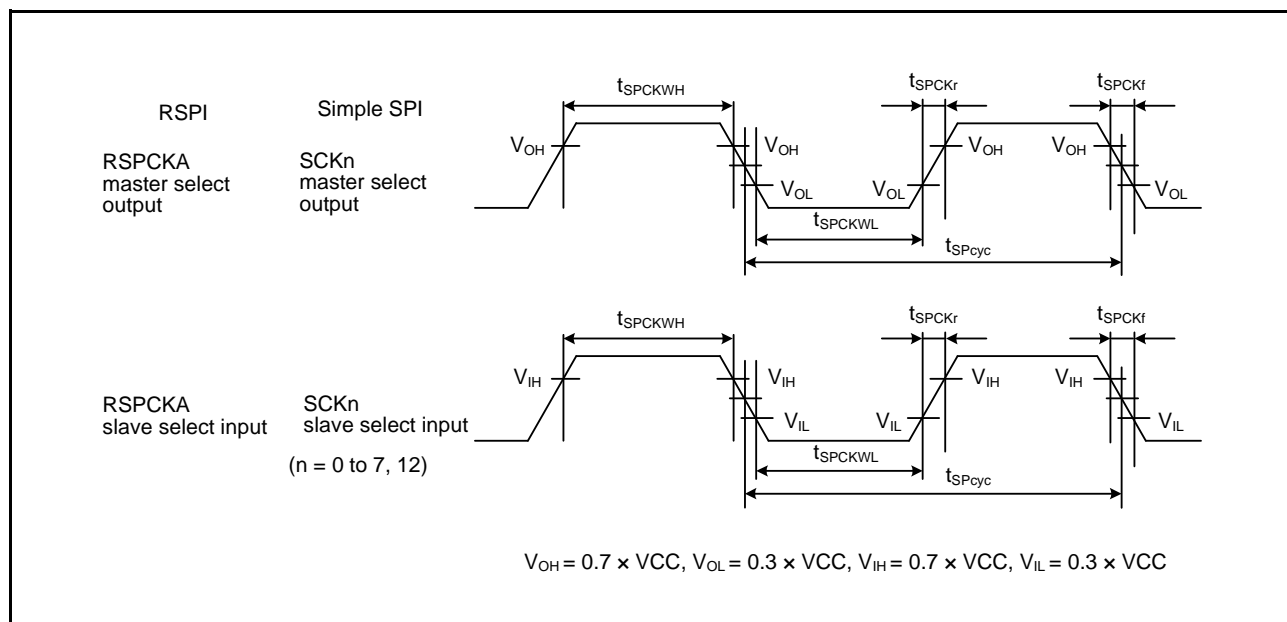 RSPI
Simple SPI
RSPCKA
master select
output
SCKn
master select
output
tSPCKWH
tSPCKr
tSPCKf
VOH
VOH
VOL
VOL
VOH
VOH
VOL
tSPCKWL
tSPcyc
RSPCKA
slave select input
SCKn
slave select input
(n = 0 to 7, 12)
tSPCKWH
tSPCKr
tSPCKf
VIH
VIH
VIL
VIL
VIH
VIH
VIL
tSPCKWL
tSPcyc
VOH = 0.7 × VCC, VOL = 0.3 × VCC, VIH = 0.7 × VCC, VIL = 0.3 × VCC